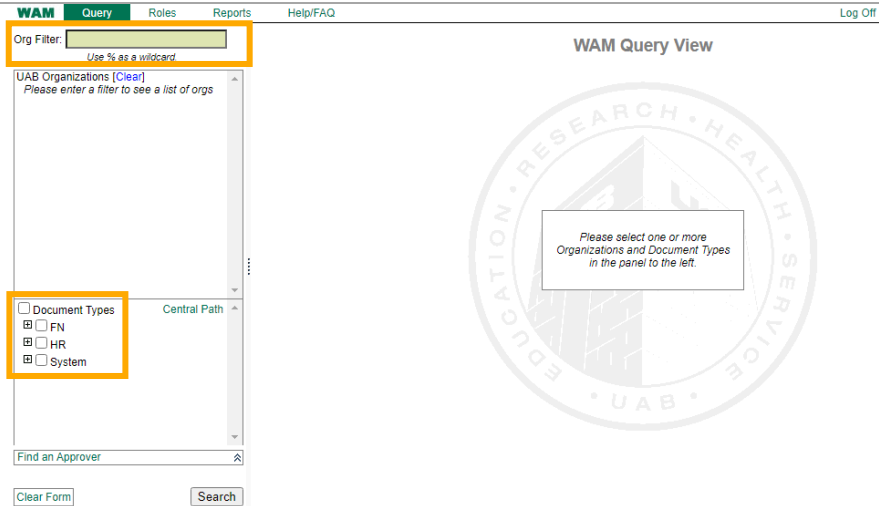 WAM Query Roles Reports Help/FAQ Log Off
Org Filter:
Use % as a wildcard.
UAB Organizations [Clear]
Please enter a filter to see a list of orgs
WAM Query View
EDUCATION • RESEARCH • HEALTH • SERVICE
• UAB •
Please select one or more
Organizations and Document Types
in the panel to the left.
Document Types Central Path
FN
HR
System
Find an Approver
Clear Form Search